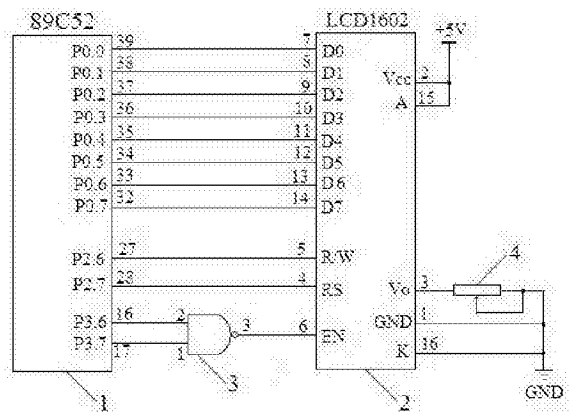 89C52
LCD1602
+5V
P0.0 39 7 D0
P0.1 38 8 D1
P0.2 37 9 D2
P0.3 36 10 D3
P0.4 35 11 D4
P0.5 34 12 D5
P0.6 33 13 D6
P0.7 32 14 D7
Vcc 2
A 15
P2.6 27 5 R/W
P2.7 28 4 RS
P3.6 16 2
P3.7 17 1
3 6 EN
Vo 3
4
GND 1
K 16
GND
1
3
2